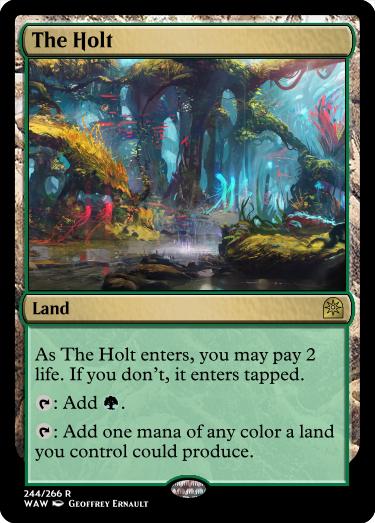 The Holt
Land
As The Holt enters, you may pay 2
life. If you don't, it enters tapped.
: Add .
: Add one mana of any color a land
you control could produce.
244/266 R
WAW Geoffrey Ernault